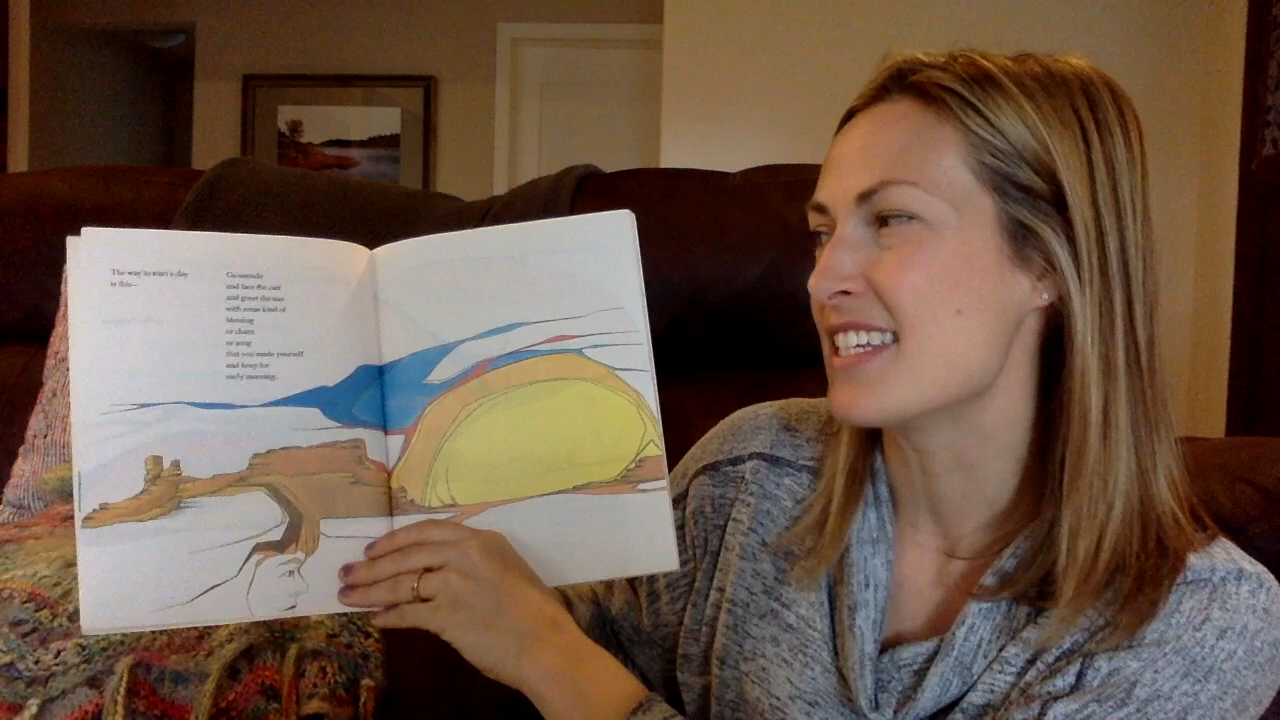 The way to start a day
is this—
Go outside
and face the east
and greet the sun
with some kind of
blessing
or chant
or song
that you made yourself
and keep for
early morning.